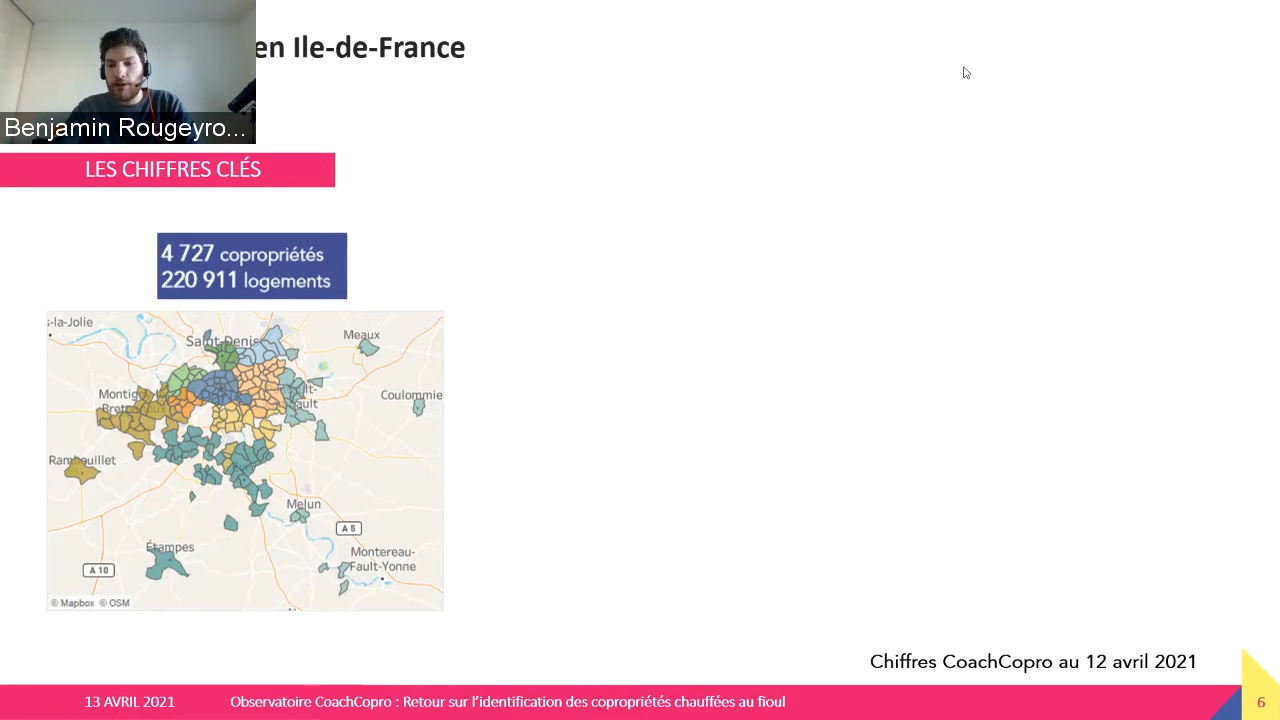 en Ile-de-France
Benjamin Rougeyro...
LES CHIFFRES CLÉS
4 727 copropriétés
220 911 logements
s-la-Jolie
Saint-Denis
Meaux
Coulommie
Rambouillet
Melun
A 5
Étampes
Montereau-
Fault-Yonne
A 10
© Mapbox © OSM
Chiffres CoachCopro au 12 avril 2021
13 AVRIL 2021
Observatoire CoachCopro : Retour sur l'identification des copropriétés chauffées au fioul
6